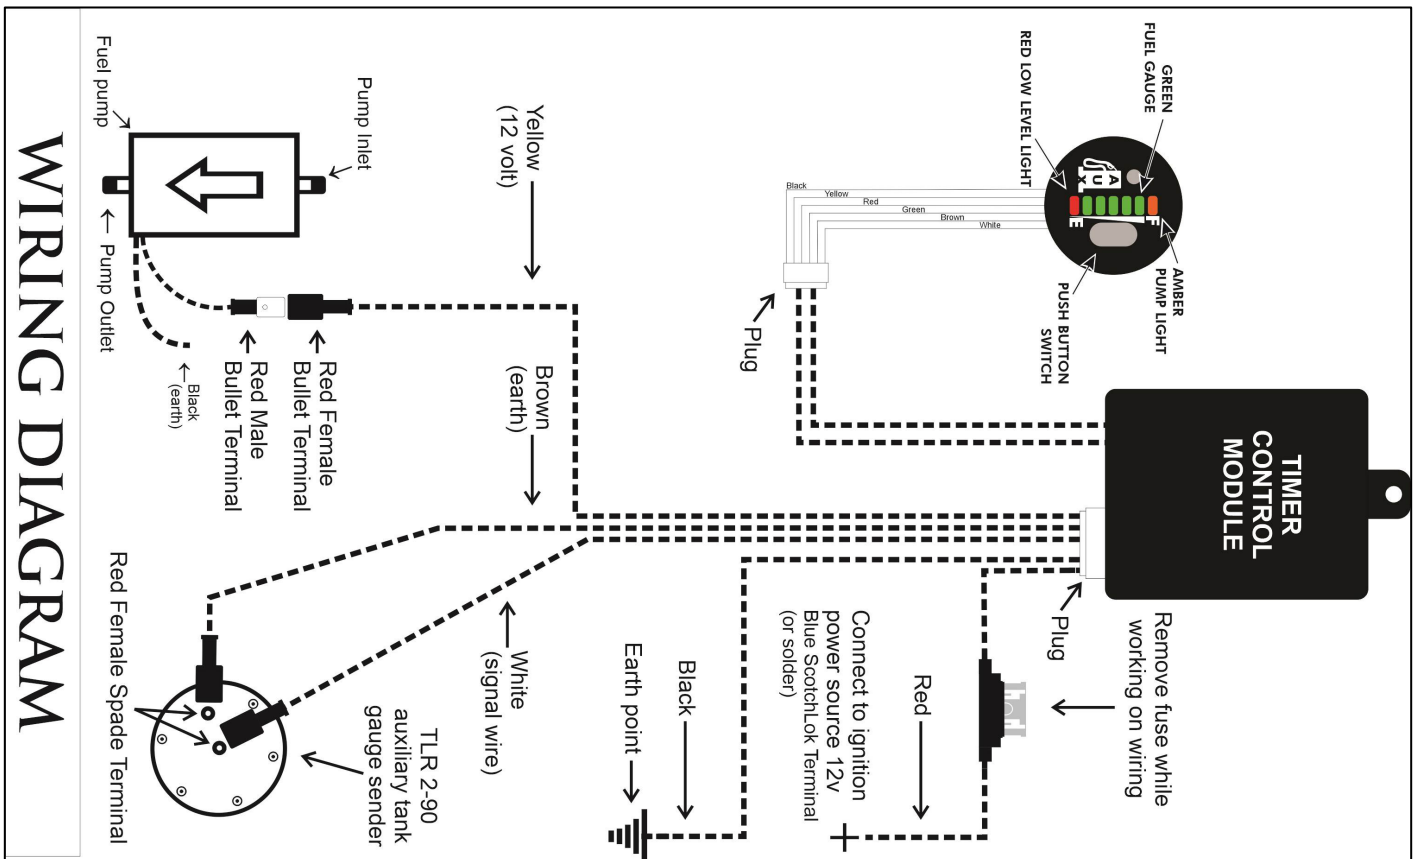 WIRING DIAGRAM
GREEN
FUEL GAUGE
RED LOW LEVEL LIGHT
AUX
F
E
AMBER
PUMP LIGHT
PUSH BUTTON
SWITCH
Black
Yellow
Red
Green
Brown
White
Plug
TIMER
CONTROL
MODULE
Plug
Remove fuse while
working on wiring
Yellow
(12 volt)
Brown
(earth)
White
(signal wire)
Red
Connect to ignition
power source 12v
Blue ScotchLok Terminal
(or solder)
Black
Earth point
Pump Inlet
Fuel pump
Pump Outlet
Black
(earth)
Red Female
Bullet Terminal
Red Male
Bullet Terminal
TLR 2-90
auxiliary tank
gauge sender
Red Female Spade Terminal